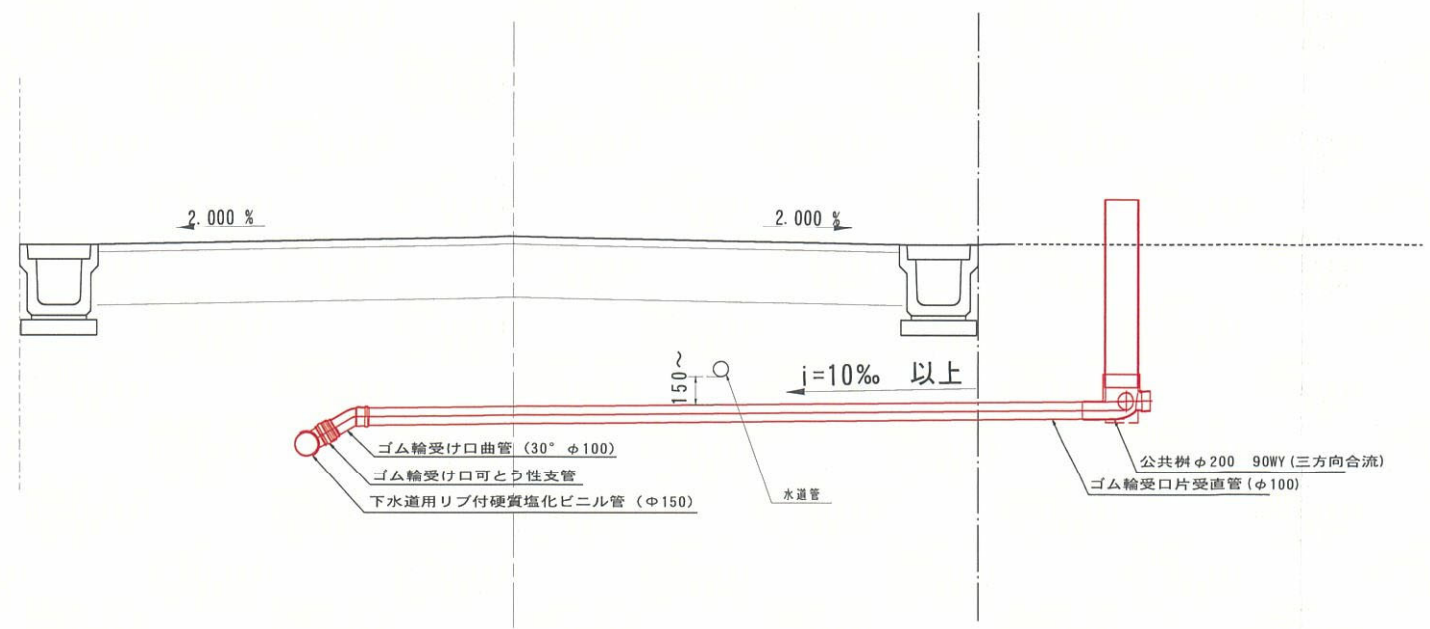 2.000 %
2.000 %
150～
i=10‰ 以上
ゴム輪受け口曲管 (30° φ100)
公共桝φ200 90WY(三方向合流)
ゴム輪受け口可とう性支管
ゴム輪受口片受直管(φ100)
水道管
下水道用リブ付硬質塩化ビニル管 (Φ150)